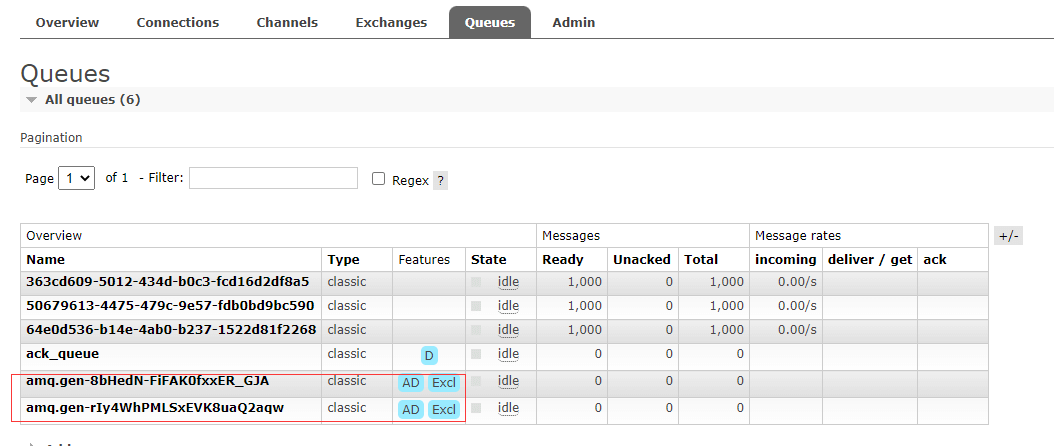 Overview Connections Channels Exchanges Queues Admin
Queues
All queues (6)
Pagination
Page 1 of 1 - Filter: Regex ?
Overview Messages Message rates +/-
Name Type Features State Ready Unacked Total incoming deliver / get ack
363cd609-5012-434d-b0c3-fcd16d2df8a5 classic idle 1,000 0 1,000 0.00/s
50679613-4475-479c-9e57-fdb0bd9bc590 classic idle 1,000 0 1,000 0.00/s
64e0d536-b14e-4ab0-b237-1522d81f2268 classic idle 1,000 0 1,000 0.00/s
ack_queue classic D idle 0 0 0
amq.gen-8bHedN-FiFAK0fxxER_GJA classic AD Excl idle 0 0 0
amq.gen-rIy4WhPMLSxEVK8uaQ2aqw classic AD Excl idle 0 0 0